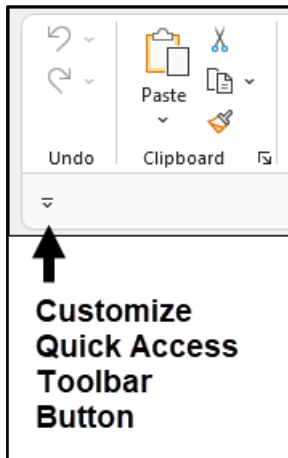 Paste
Undo
Clipboard
Customize
Quick Access
Toolbar
Button